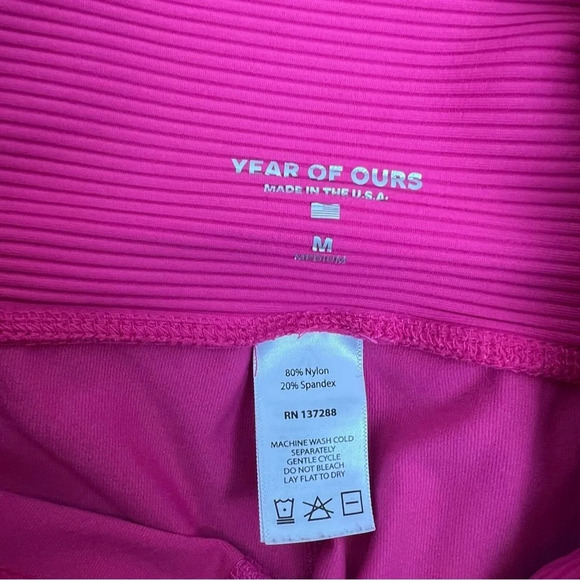 YEAR OF OURS
MADE IN THE U.S.A.
M
MEDIUM
80% Nylon
20% Spandex
RN 137288
MACHINE WASH COLD
SEPARATELY
GENTLE CYCLE
DO NOT BLEACH
LAY FLAT TO DRY